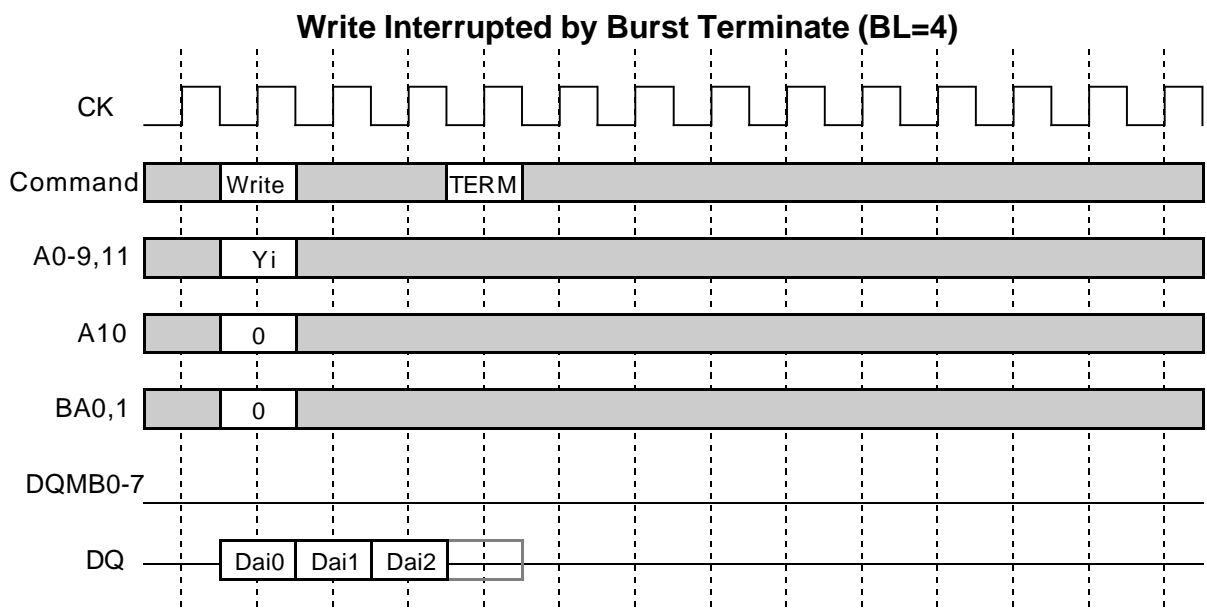 Write Interrupted by Burst Terminate (BL=4)
CK
Command Write TERM
A0-9,11 Yi
A10 0
BA0,1 0
DQMB0-7
DQ Dai0 Dai1 Dai2